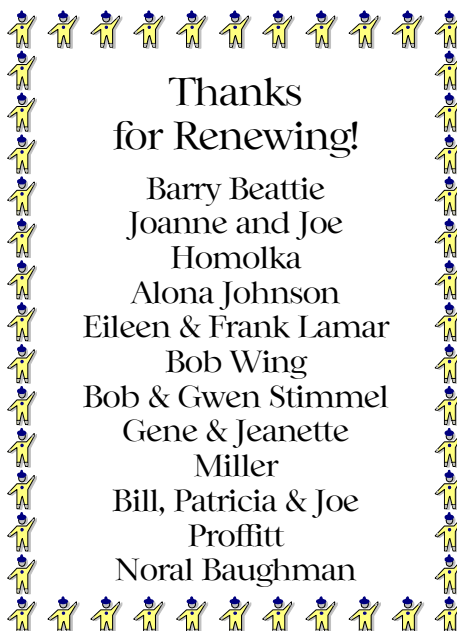 Thanks
for Renewing!
Barry Beattie
Joanne and Joe
Homolka
Alona Johnson
Eileen & Frank Lamar
Bob Wing
Bob & Gwen Stimmel
Gene & Jeanette
Miller
Bill, Patricia & Joe
Proffitt
Noral Baughman